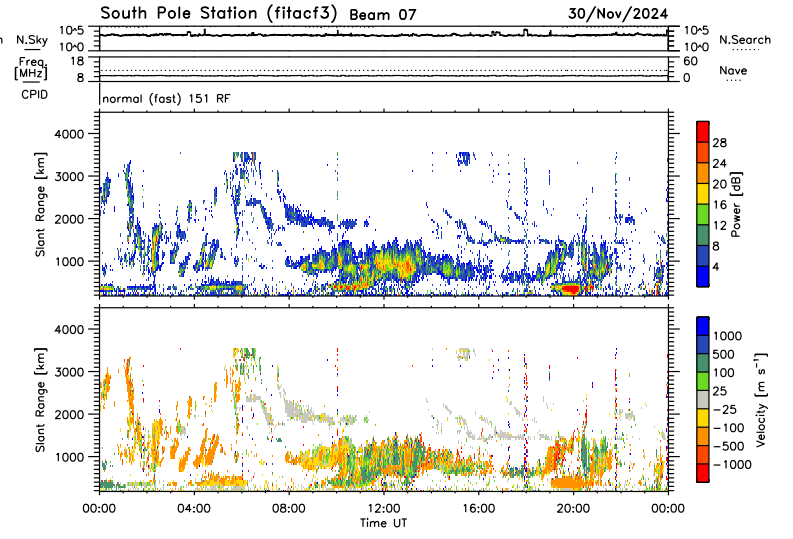 South Pole Station (fitacf3) Beam 07 30/Nov/2024
n N.Sky 10^5 10^0 10^5 10^0 N.Search
Freq. [MHz] 18 8 60 0 Nave
CPID normal (fast) 151 RF
Slant Range [km] 4000 3000 2000 1000
28 24 20 16 12 8 4 Power [dB]
Slant Range [km] 4000 3000 2000 1000
1000 500 100 25 -25 -100 -500 -1000 Velocity [m s^-1]
00:00 04:00 08:00 12:00 16:00 20:00 00:00
Time UT